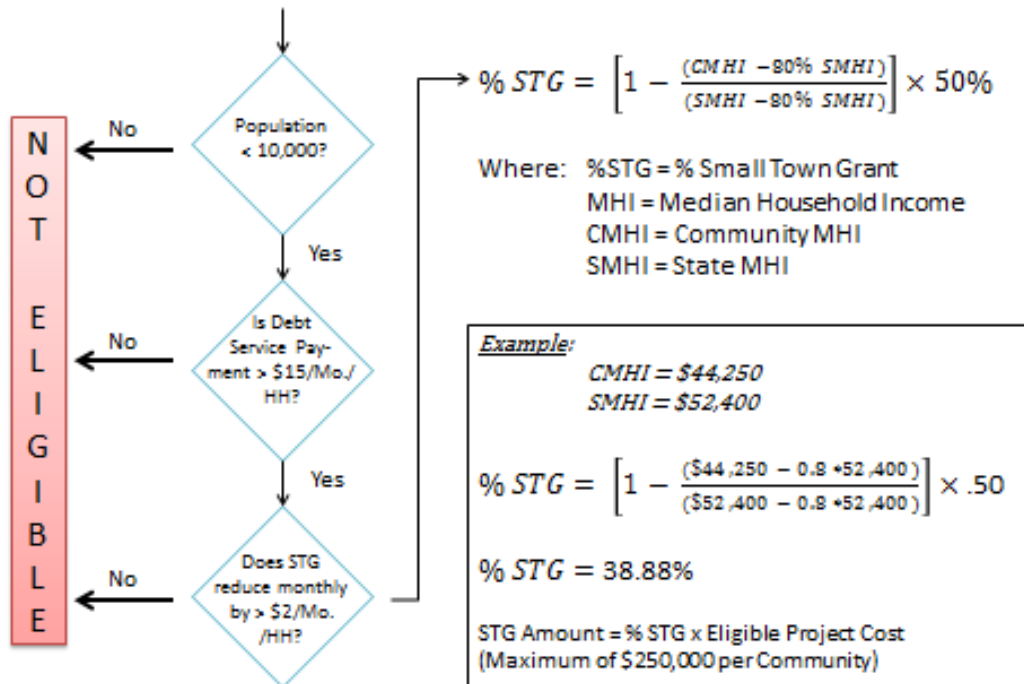 NOT ELIGIBLE
Population
< 10,000?
No
Yes
Is Debt
Service Pay-
ment > $15/Mo./
HH?
No
Yes
Does STG
reduce monthly
by > $2/Mo.
/HH?
No
% STG = [1 − (CMHI −80% SMHI) / (SMHI −80% SMHI)] × 50%
Where: %STG = % Small Town Grant
MHI = Median Household Income
CMHI = Community MHI
SMHI = State MHI
Example:
CMHI = $44,250
SMHI = $52,400
% STG = [1 − ($44,250 − 0.8 *52,400) / ($52,400 − 0.8 *52,400)] × .50
% STG = 38.88%
STG Amount = % STG x Eligible Project Cost
(Maximum of $250,000 per Community)